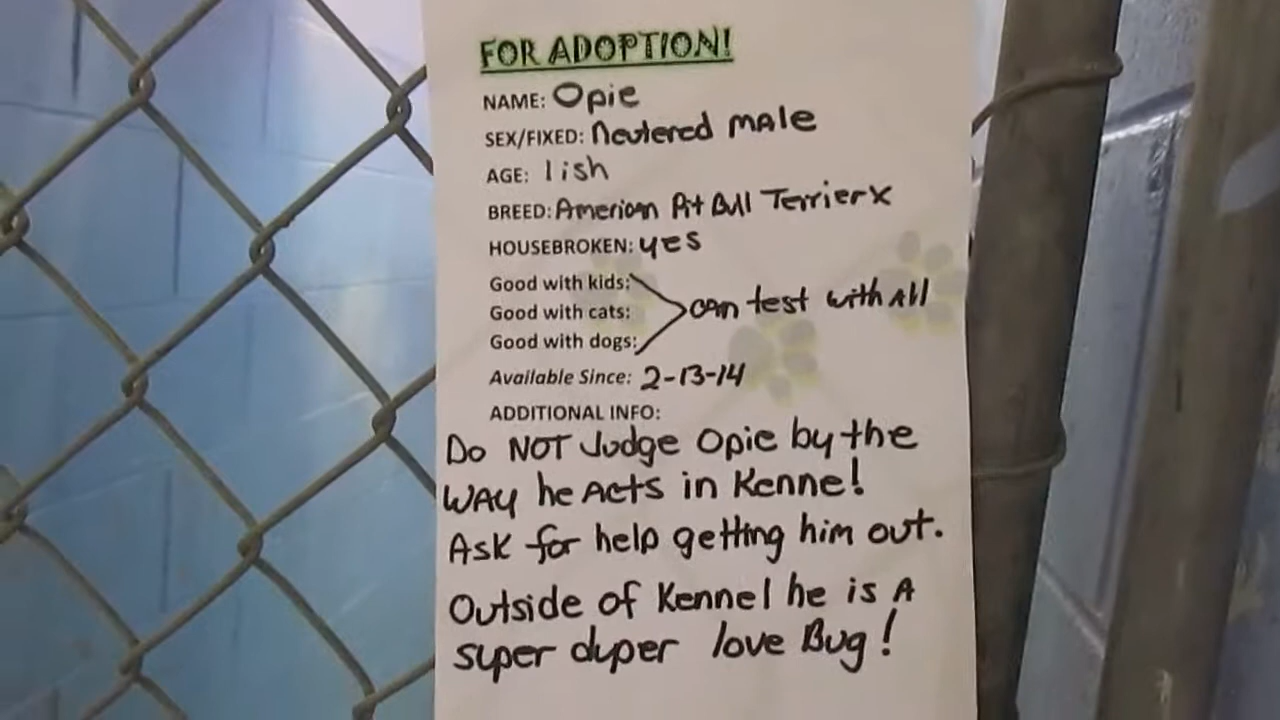 FOR ADOPTION!
NAME: Opie
SEX/FIXED: Neutered MAle
AGE: 1 ish
BREED: American Pit Bull Terrier x
HOUSEBROKEN: yes
Good with kids:
Good with cats: can test with All
Good with dogs:
Available Since: 2-13-14
ADDITIONAL INFO:
Do NOT Judge Opie by the
WAY he Acts in Kenne!
Ask for help getting him out.
Outside of Kennel he is A
super duper love Bug!